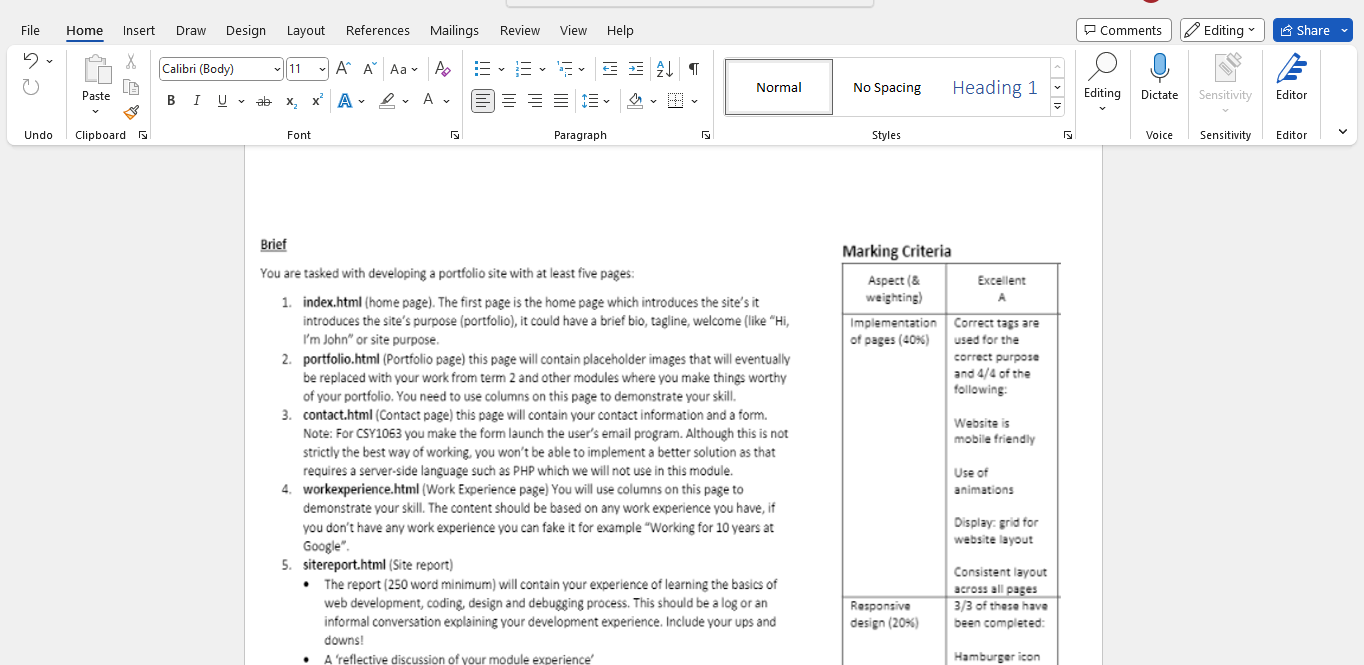 File Home Insert Draw Design Layout References Mailings Review View Help Comments Editing Share
Calibri (Body) 11 Aa
Paste
B I U ab x2 x2 A A
Normal No Spacing Heading 1
Editing Dictate Sensitivity Editor
Undo Clipboard Font Paragraph Styles Voice Sensitivity Editor
Brief
You are tasked with developing a portfolio site with at least five pages:
1. index.html (home page). The first page is the home page which introduces the site's it
introduces the site's purpose (portfolio), it could have a brief bio, tagline, welcome (like "Hi,
I'm John" or site purpose.
2. portfolio.html (Portfolio page) this page will contain placeholder images that will eventually
be replaced with your work from term 2 and other modules where you make things worthy
of your portfolio. You need to use columns on this page to demonstrate your skill.
3. contact.html (Contact page) this page will contain your contact information and a form.
Note: For CSY1063 you make the form launch the user's email program. Although this is not
strictly the best way of working, you won't be able to implement a better solution as that
requires a server-side language such as PHP which we will not use in this module.
4. workexperience.html (Work Experience page) You will use columns on this page to
demonstrate your skill. The content should be based on any work experience you have, if
you don't have any work experience you can fake it for example "Working for 10 years at
Google".
5. sitereport.html (Site report)
• The report (250 word minimum) will contain your experience of learning the basics of
web development, coding, design and debugging process. This should be a log or an
informal conversation explaining your development experience. Include your ups and
downs!
• A 'reflective discussion of your module experience'
Marking Criteria
Aspect (&
weighting)
Excellent
A
Implementation
of pages (40%)
Correct tags are
used for the
correct purpose
and 4/4 of the
following:
Website is
mobile friendly
Use of
animations
Display: grid for
website layout
Consistent layout
across all pages
Responsive
design (20%)
3/3 of these have
been completed:
Hamburger icon